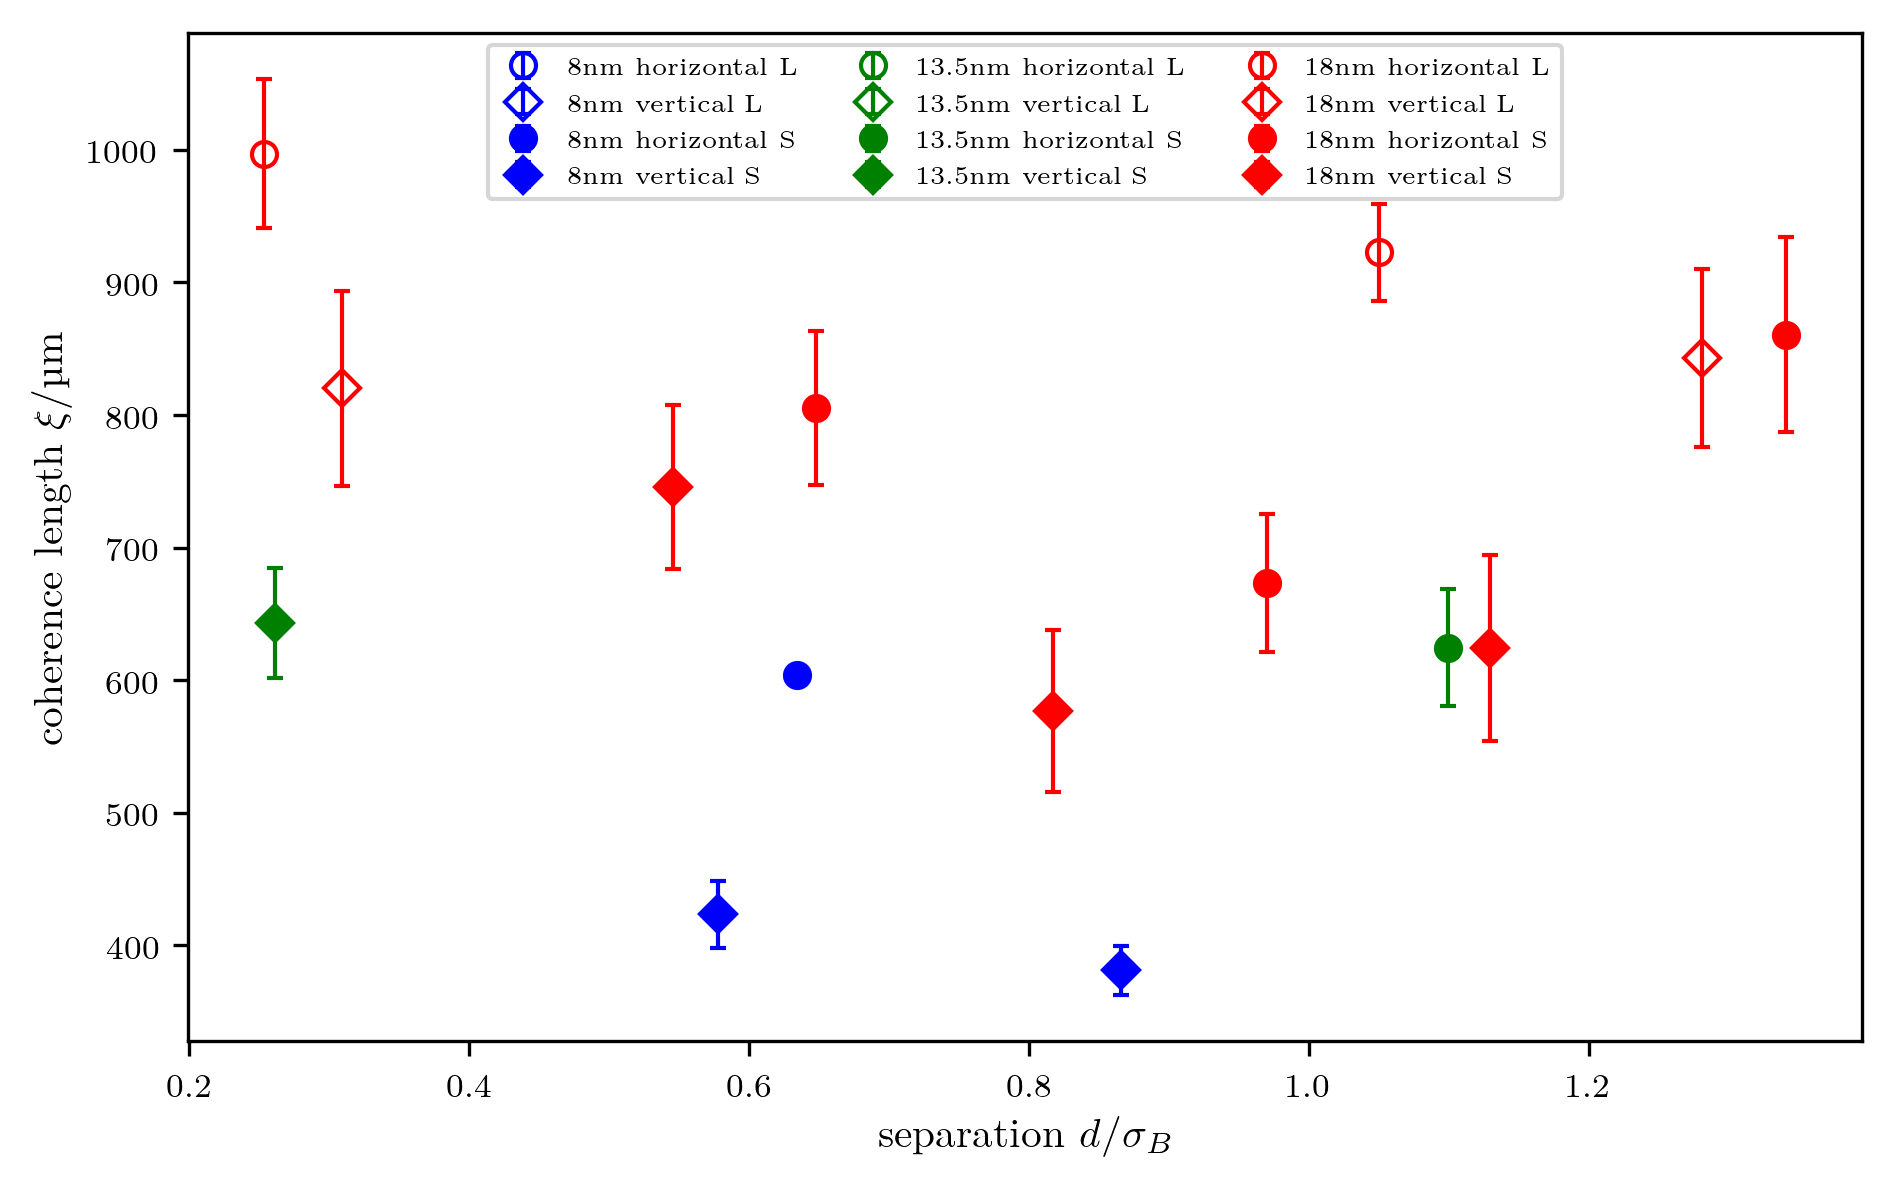 8nm horizontal L
8nm vertical L
8nm horizontal S
8nm vertical S
13.5nm horizontal L
13.5nm vertical L
13.5nm horizontal S
13.5nm vertical S
18nm horizontal L
18nm vertical L
18nm horizontal S
18nm vertical S
coherence length ξ/µm
1000
900
800
700
600
500
400
0.2 0.4 0.6 0.8 1.0 1.2
separation d/σ_B